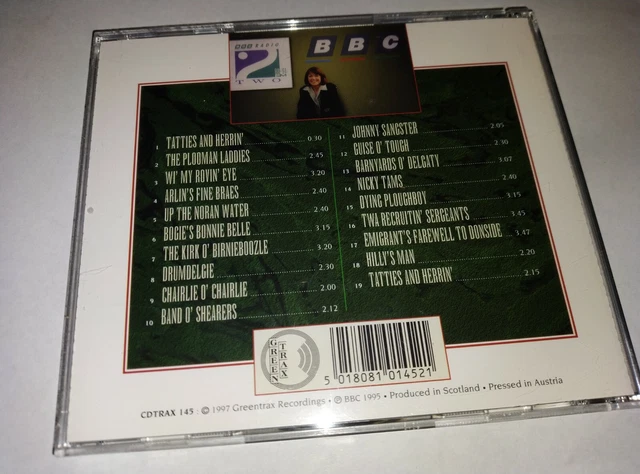 BBC RADIO
2
TWO
BBC
1 TATTIES AND HERRIN' 0.30
2 THE PLOOMAN LADDIES 2.45
3 WI' MY ROVIN' EYE 3.20
4 ARLIN'S FINE BRAES 2.40
5 UP THE NORAN WATER 2.40
6 BOGIE'S BONNIE BELLE 3.15
7 THE KIRK O' BIRNIEBOOZLE 3.20
8 DRUMDELGIE 2.30
9 CHAIRLIE O' CHAIRLIE 2.00
10 BAND O' SHEARERS 2.12
11 JOHNNY SANGSTER 2.05
12 GUISE O' TOUGH 2.30
13 BARNYARDS O' DELGATY 3.07
14 NICKY TAMS 2.40
15 DYING PLOUGHBOY 3.15
16 TWA RECRUITIN' SERGEANTS 3.45
17 EMIGRANT'S FAREWELL TO DONSIDE 3.47
18 HILLY'S MAN 2.20
19 TATTIES AND HERRIN' 2.15
GREEN
TRAX
5 018081 014521
CDTRAX 145 : © 1997 Greentrax Recordings • ℗ BBC 1995 • Produced in Scotland • Pressed in Austria